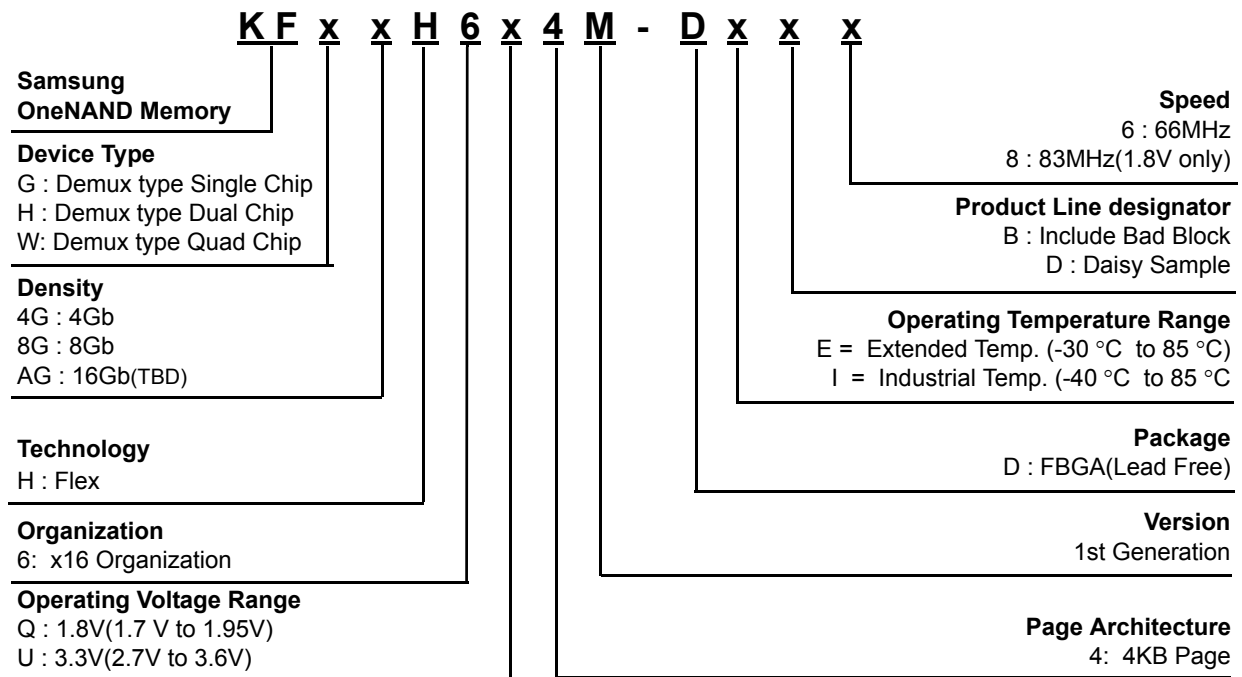 K F x x H 6 x 4 M - D x x x
Samsung
OneNAND Memory
Device Type
G : Demux type Single Chip
H : Demux type Dual Chip
W: Demux type Quad Chip
Density
4G : 4Gb
8G : 8Gb
AG : 16Gb(TBD)
Technology
H : Flex
Organization
6: x16 Organization
Operating Voltage Range
Q : 1.8V(1.7 V to 1.95V)
U : 3.3V(2.7V to 3.6V)
Speed
6 : 66MHz
8 : 83MHz(1.8V only)
Product Line designator
B : Include Bad Block
D : Daisy Sample
Operating Temperature Range
E = Extended Temp. (-30 °C to 85 °C)
I = Industrial Temp. (-40 °C to 85 °C
Package
D : FBGA(Lead Free)
Version
1st Generation
Page Architecture
4: 4KB Page